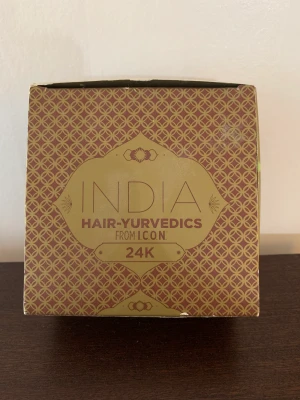 INDIA
HAIR-YURVEDICS
FROM ICON
24K